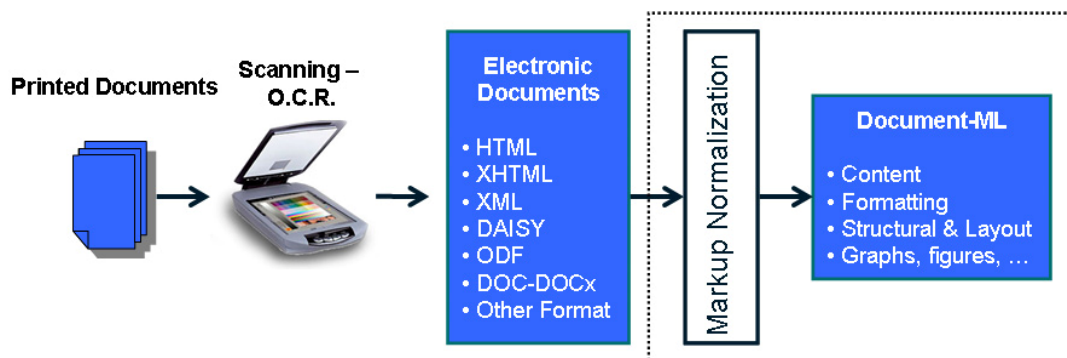 Printed Documents
Scanning –
O.C.R.
Electronic
Documents
• HTML
• XHTML
• XML
• DAISY
• ODF
• DOC-DOCx
• Other Format
Markup Normalization
Document-ML
• Content
• Formatting
• Structural & Layout
• Graphs, figures, …